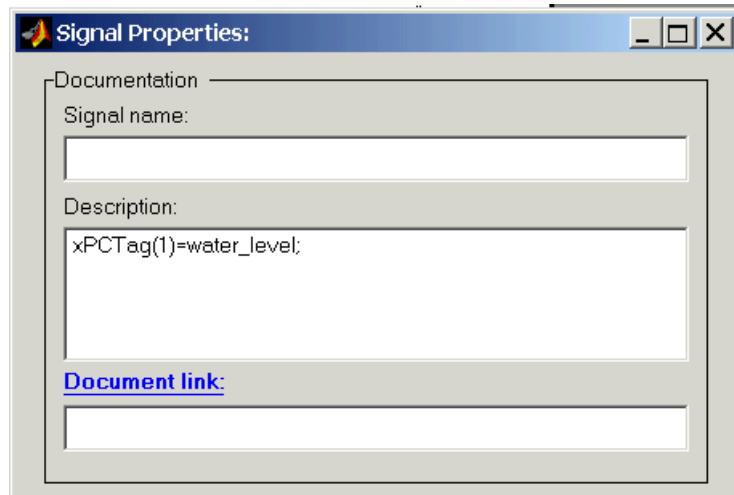 Signal Properties:
Documentation
Signal name:
Description:
xPCTag(1)=water_level;
Document link: